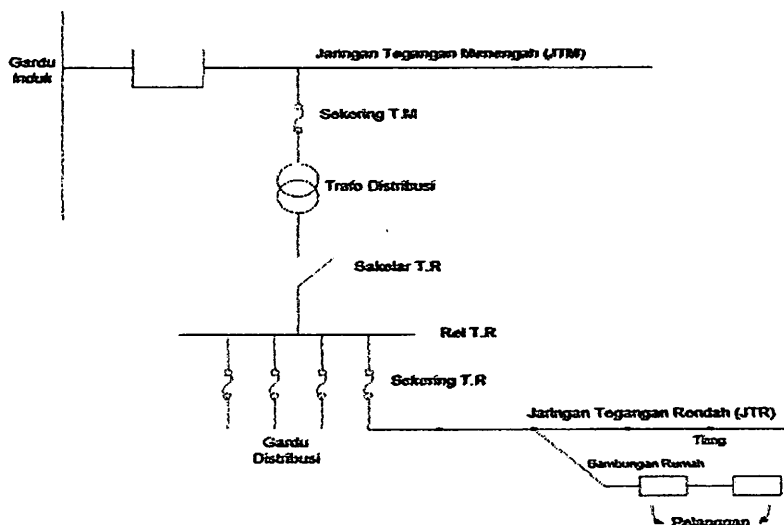 Gardu
Induk
Jaringan Tegangan Menengah (JTM)
Sekering T.M
Trafo Distribusi
Sakelar T.R
Rel T.R
Sekering T.R
Gardu
Distribusi
Jaringan Tegangan Rendah (JTR)
Tiang
Sambungan Rumah
Pelanggan